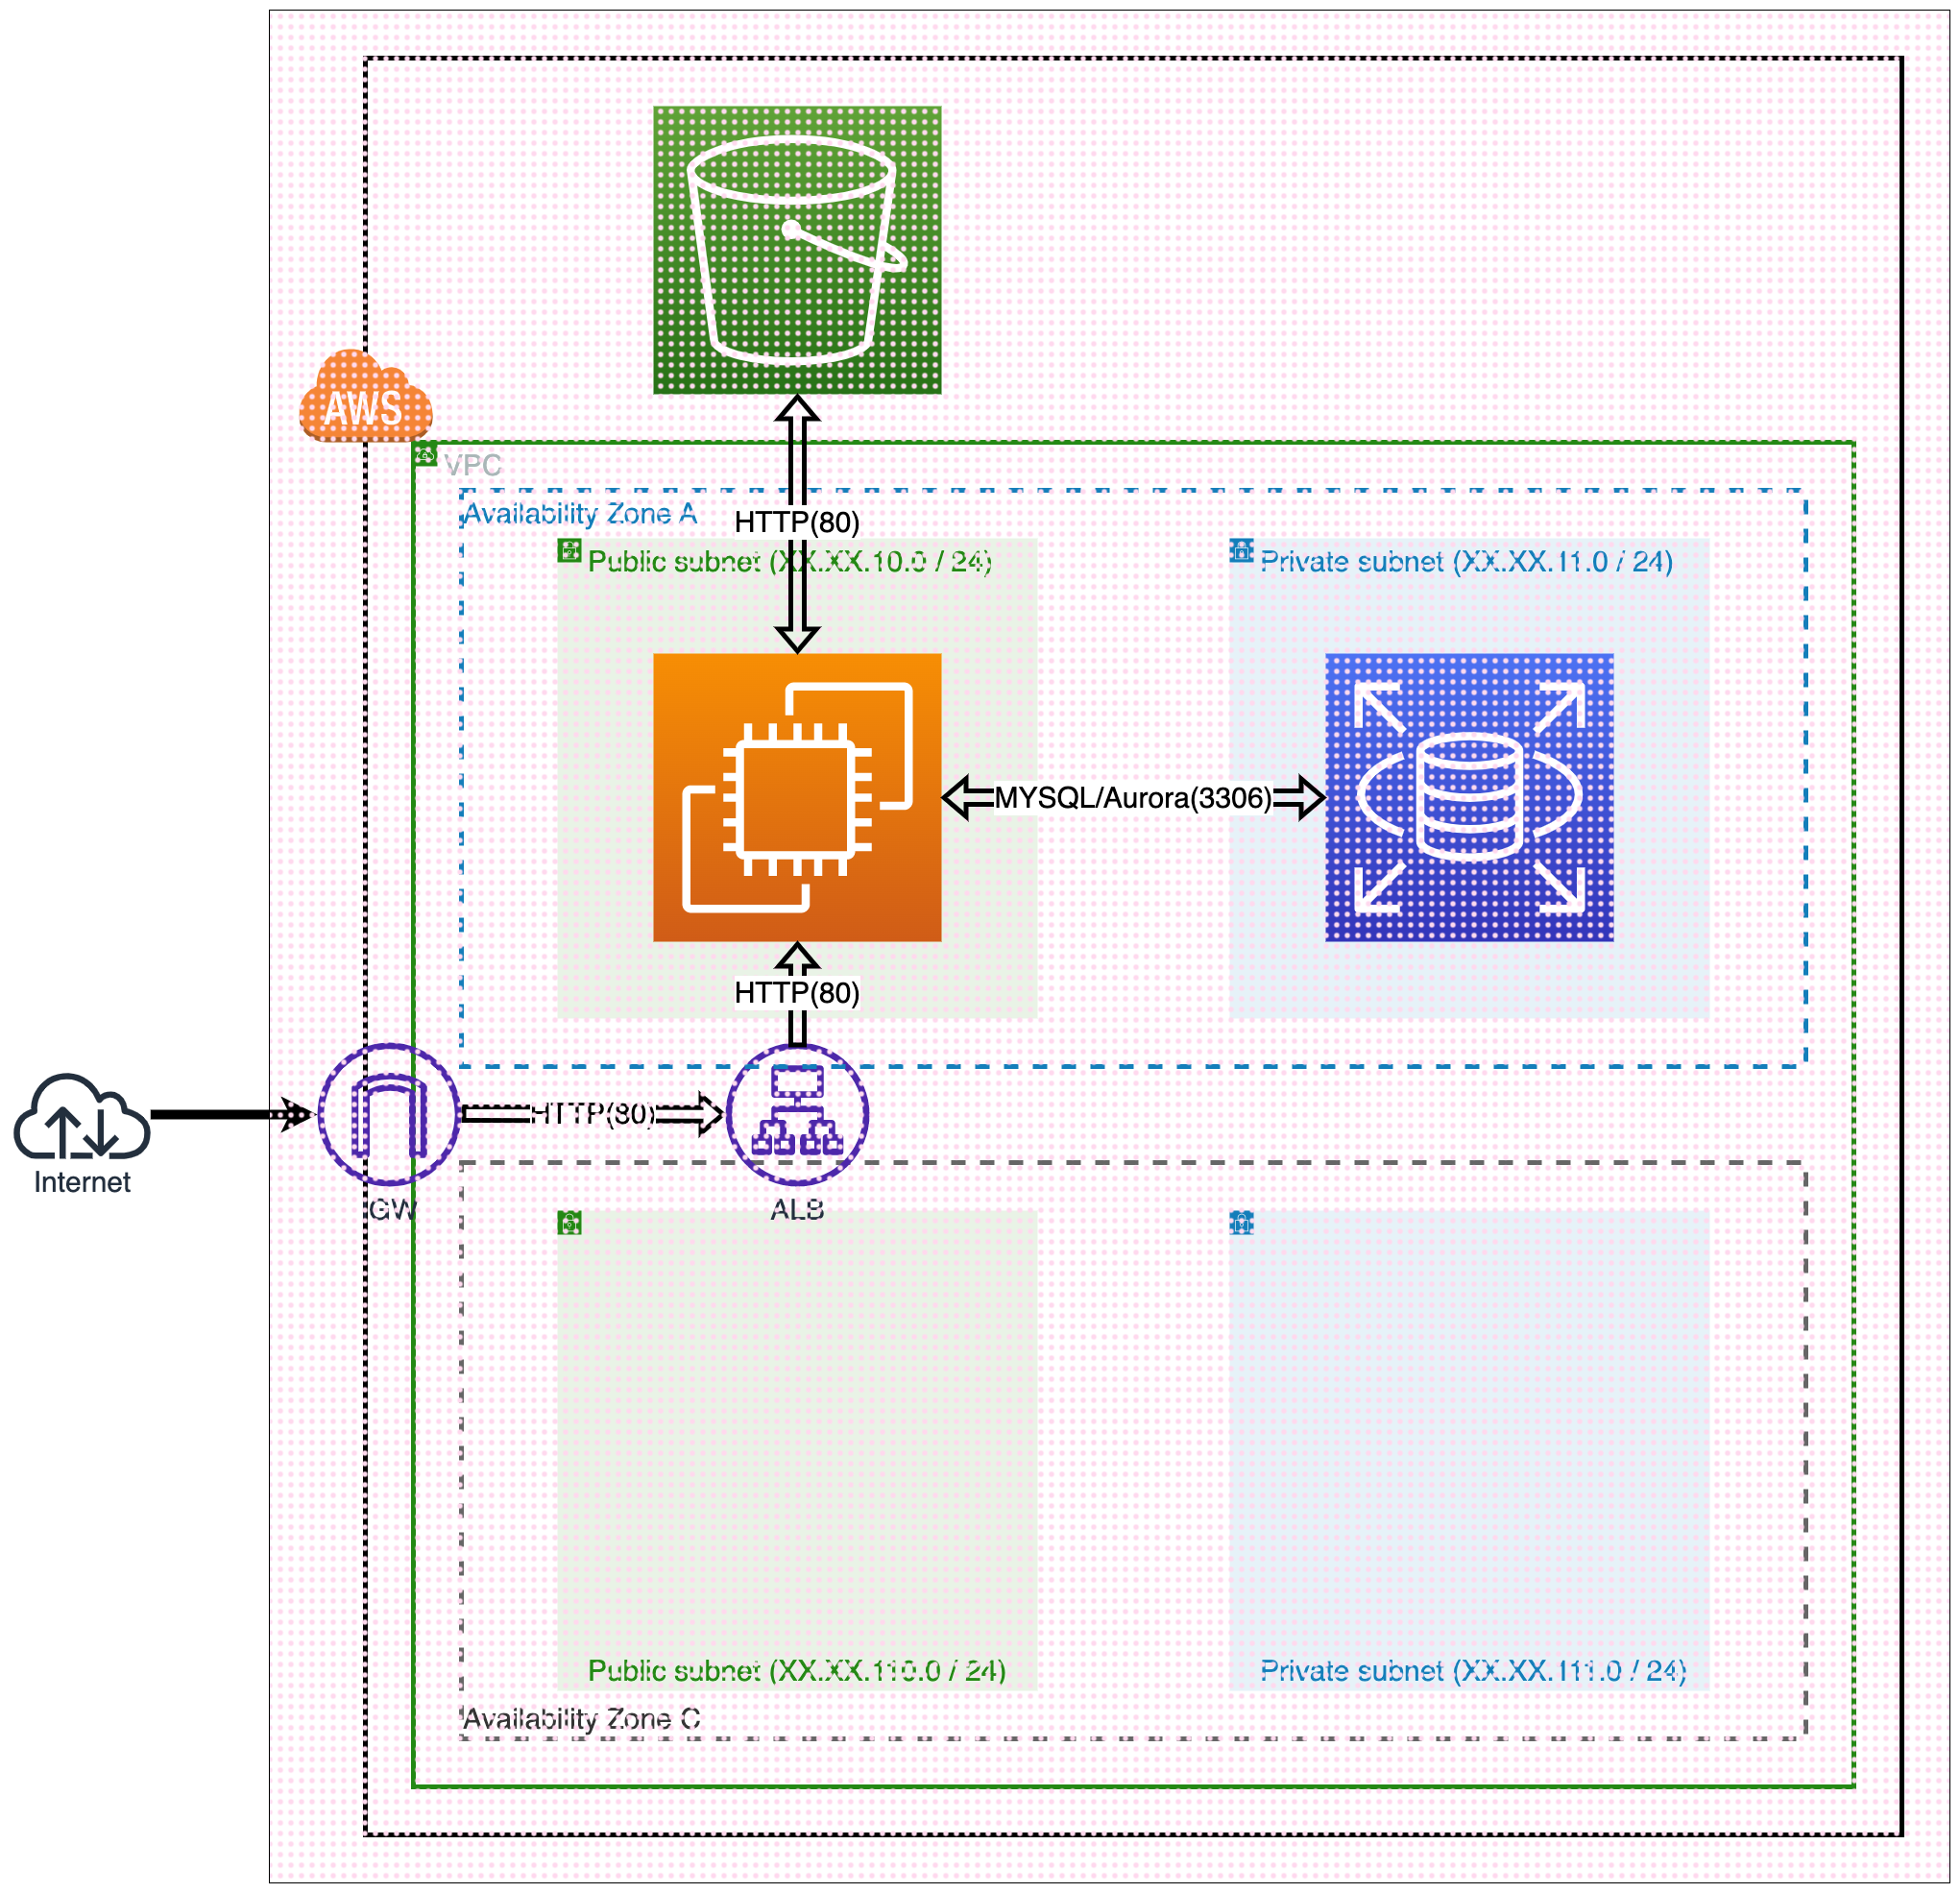 AWS
VPC
Availability Zone A
HTTP(80)
Public subnet (XX.XX.10.0 / 24)
Private subnet (XX.XX.11.0 / 24)
MYSQL/Aurora(3306)
HTTP(80)
HTTP(80)
Internet
GW
ALB
Public subnet (XX.XX.110.0 / 24)
Private subnet (XX.XX.111.0 / 24)
Availability Zone C